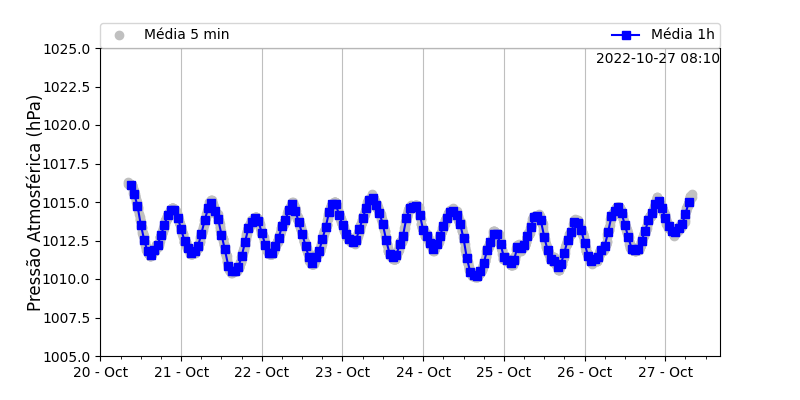 Média 5 min
Média 1h
2022-10-27 08:10
Pressão Atmosférica (hPa)
1025.0
1022.5
1020.0
1017.5
1015.0
1012.5
1010.0
1007.5
1005.0
20 - Oct
21 - Oct
22 - Oct
23 - Oct
24 - Oct
25 - Oct
26 - Oct
27 - Oct